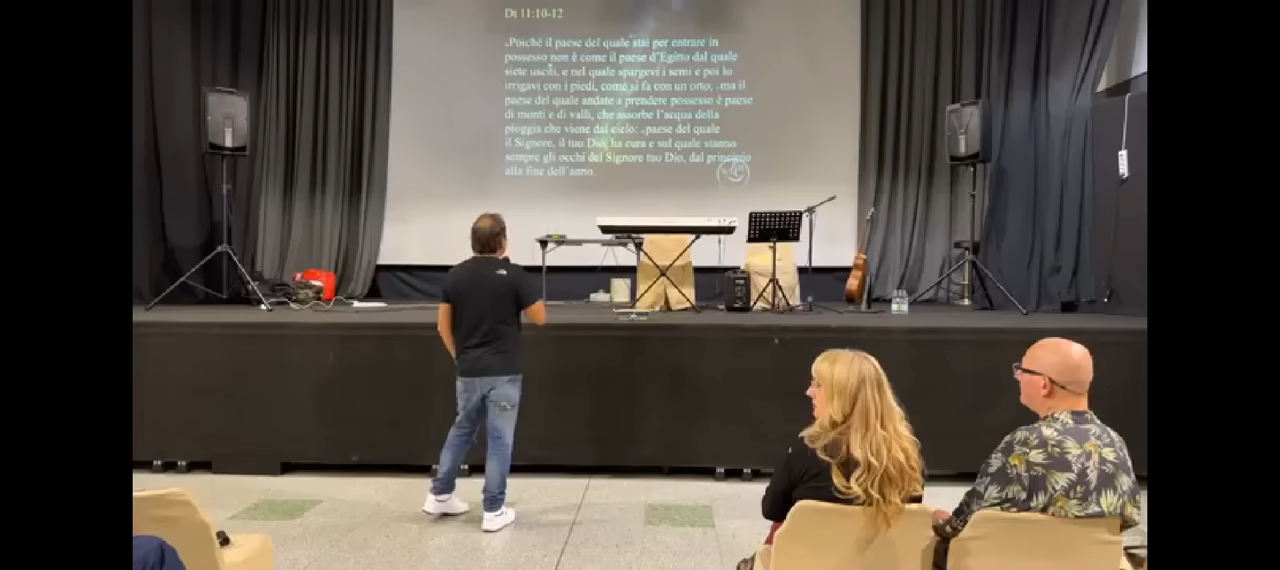 Dt 11:10-12
Poiché il paese del quale stai per entrare in
possesso non è come il paese d'Egitto dal quale
siete usciti, e nel quale spargevi i semi e poi lo
irrigavi con i piedi, come si fa con un orto; ma il
paese del quale andate a prendere possesso è paese
di monti e di valli, che assorbe l'acqua della
pioggia che viene dal cielo: paese del quale
il Signore, il tuo Dio, ha cura e sul quale stanno
sempre gli occhi del Signore tuo Dio, dal principio
alla fine dell'anno.